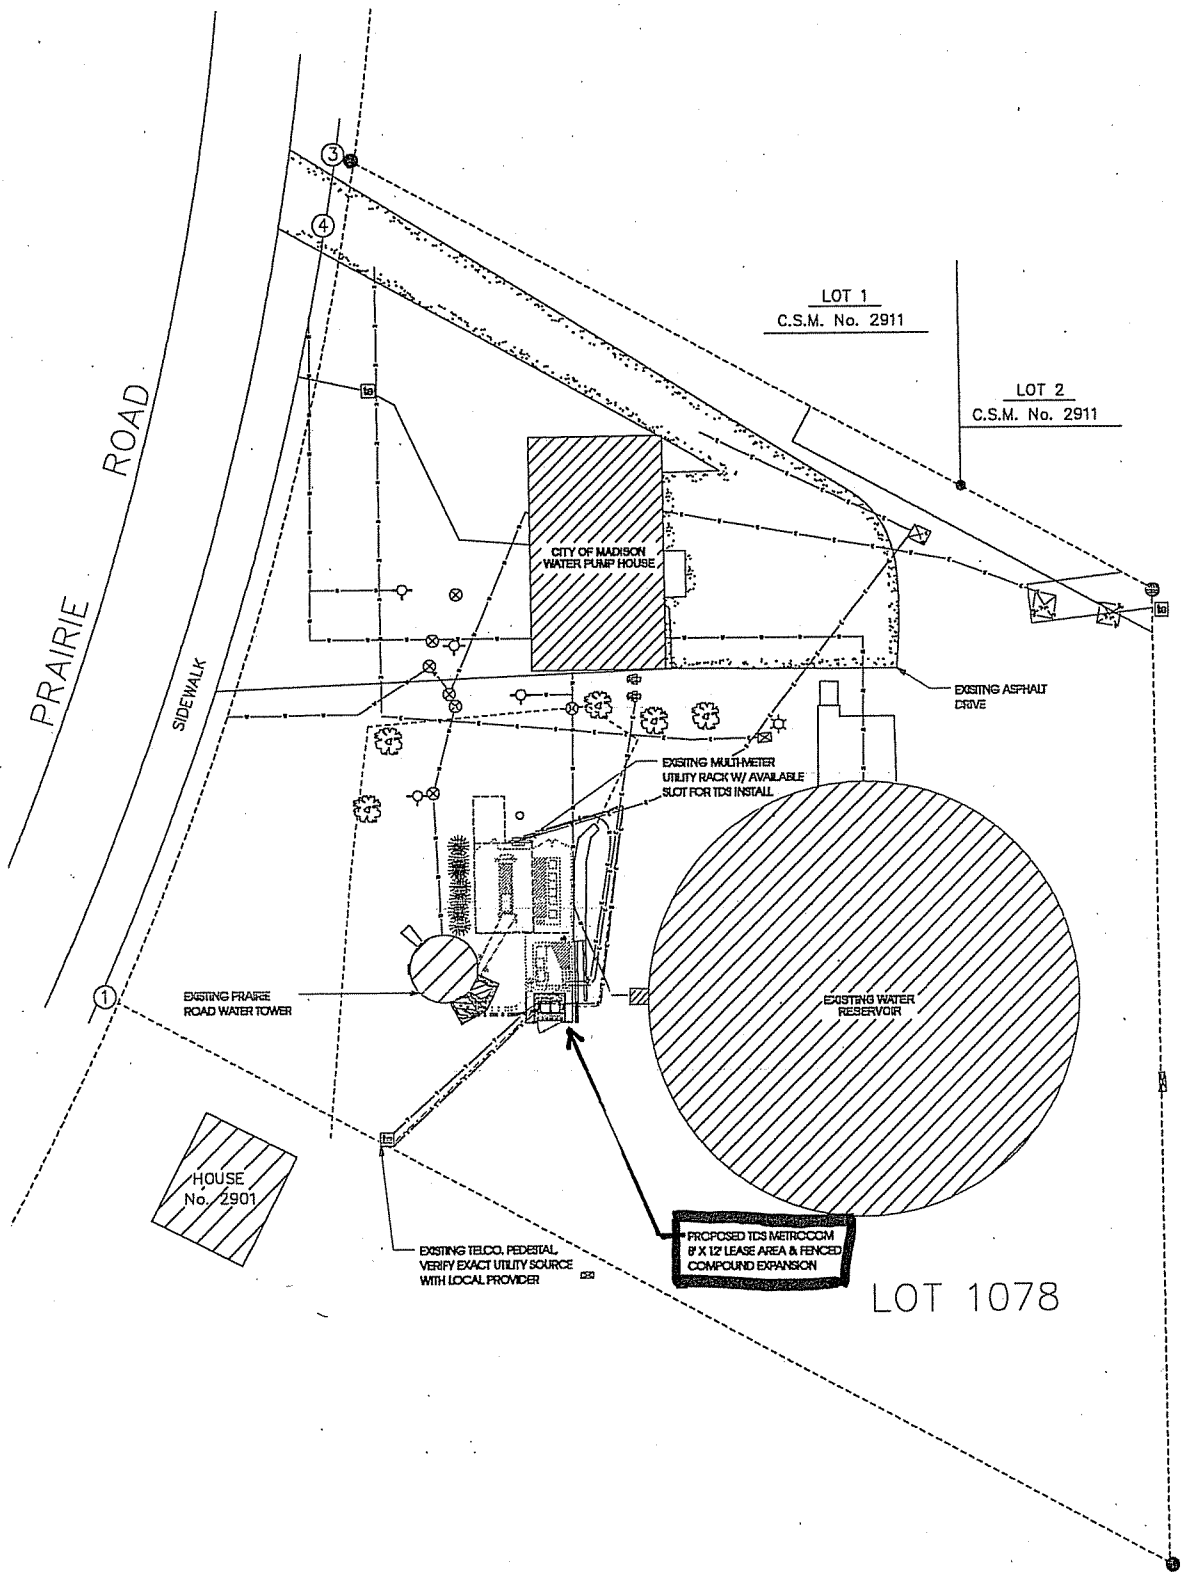 3
4
LOT 1
C.S.M. No. 2911
LOT 2
C.S.M. No. 2911
PRAIRIE ROAD
SIDEWALK
to
CITY OF MADISON
WATER PUMP HOUSE
to
EXISTING ASPHALT
DRIVE
EXISTING MULTI-METER
UTILITY RACK W/ AVAILABLE
SLOT FOR TDS INSTALL
1
EXISTING PRAIRIE
ROAD WATER TOWER
EXISTING WATER
RESERVOIR
to
HOUSE
No. 2901
EXISTING TELCO. PEDESTAL,
VERIFY EXACT UTILITY SOURCE
WITH LOCAL PROVIDER
PROPOSED TDS METROCOM
8' X 12' LEASE AREA & FENCED
COMPOUND EXPANSION
LOT 1078